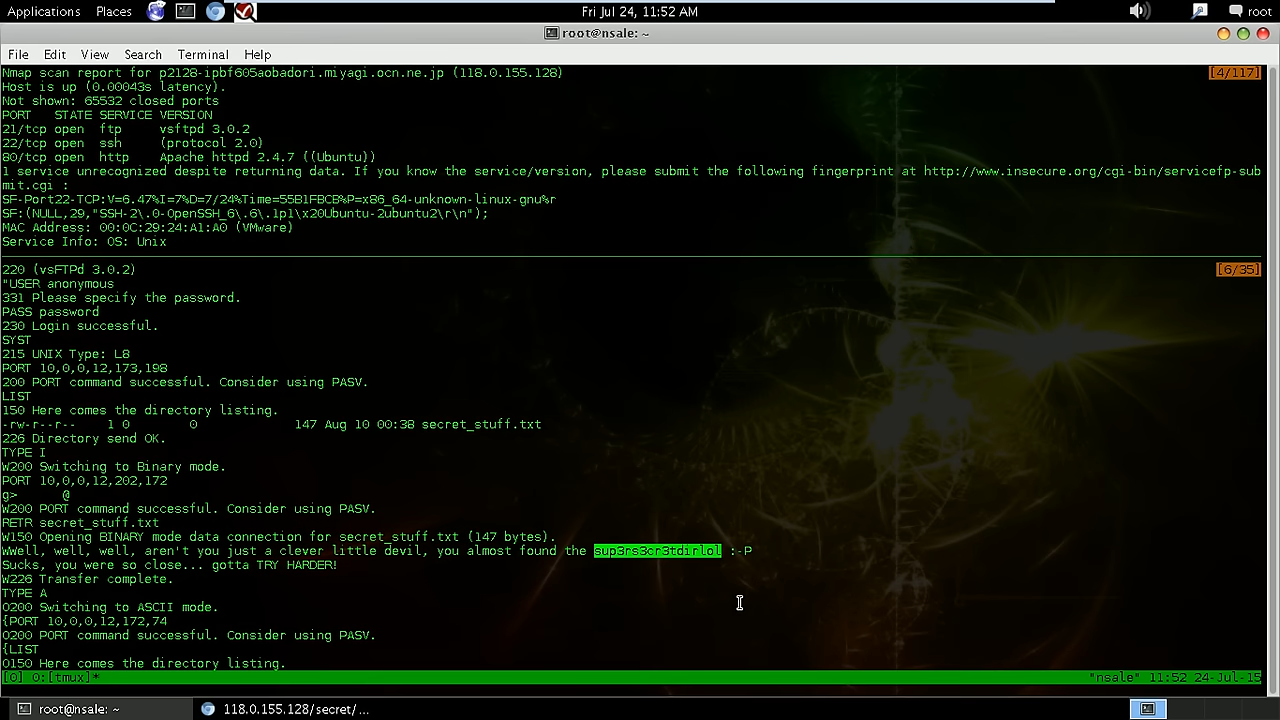 Applications Places Fri Jul 24, 11:52 AM root
root@nsale: ~
File Edit View Search Terminal Help
Nmap scan report for p2128-ipbf605aobadori.miyagi.ocn.ne.jp (118.0.155.128) [4/117]
Host is up (0.00043s latency).
Not shown: 65532 closed ports
PORT   STATE SERVICE VERSION
21/tcp open  ftp     vsftpd 3.0.2
22/tcp open  ssh     (protocol 2.0)
80/tcp open  http    Apache httpd 2.4.7 ((Ubuntu))
1 service unrecognized despite returning data. If you know the service/version, please submit the following fingerprint at http://www.insecure.org/cgi-bin/servicefp-sub
mit.cgi :
SF-Port22-TCP:V=6.47%I=7%D=7/24%Time=55B1FBCB%P=x86_64-unknown-linux-gnu%r
SF:(NULL,29,"SSH-2\.0-OpenSSH_6\.6\.1p1\x20Ubuntu-2ubuntu2\r\n");
MAC Address: 00:0C:29:24:A1:A0 (VMware)
Service Info: OS: Unix
220 (vsFTPd 3.0.2) [6/35]
"USER anonymous
331 Please specify the password.
PASS password
230 Login successful.
SYST
215 UNIX Type: L8
PORT 10,0,0,12,173,198
200 PORT command successful. Consider using PASV.
LIST
150 Here comes the directory listing.
-rw-r--r--    1 0        0             147 Aug 10 00:38 secret_stuff.txt
226 Directory send OK.
TYPE I
W200 Switching to Binary mode.
PORT 10,0,0,12,202,172
g>      @
W200 PORT command successful. Consider using PASV.
RETR secret_stuff.txt
W150 Opening BINARY mode data connection for secret_stuff.txt (147 bytes).
WWell, well, well, aren't you just a clever little devil, you almost found the sup3rs3cr3tdirlol :-P
Sucks, you were so close... gotta TRY HARDER!
W226 Transfer complete.
TYPE A
O200 Switching to ASCII mode.
{PORT 10,0,0,12,172,74
O200 PORT command successful. Consider using PASV.
{LIST
O150 Here comes the directory listing.
[0] 0:[tmux]* "nsale" 11:52 24-Jul-15
root@nsale: ~ 118.0.155.128/secret/ ...